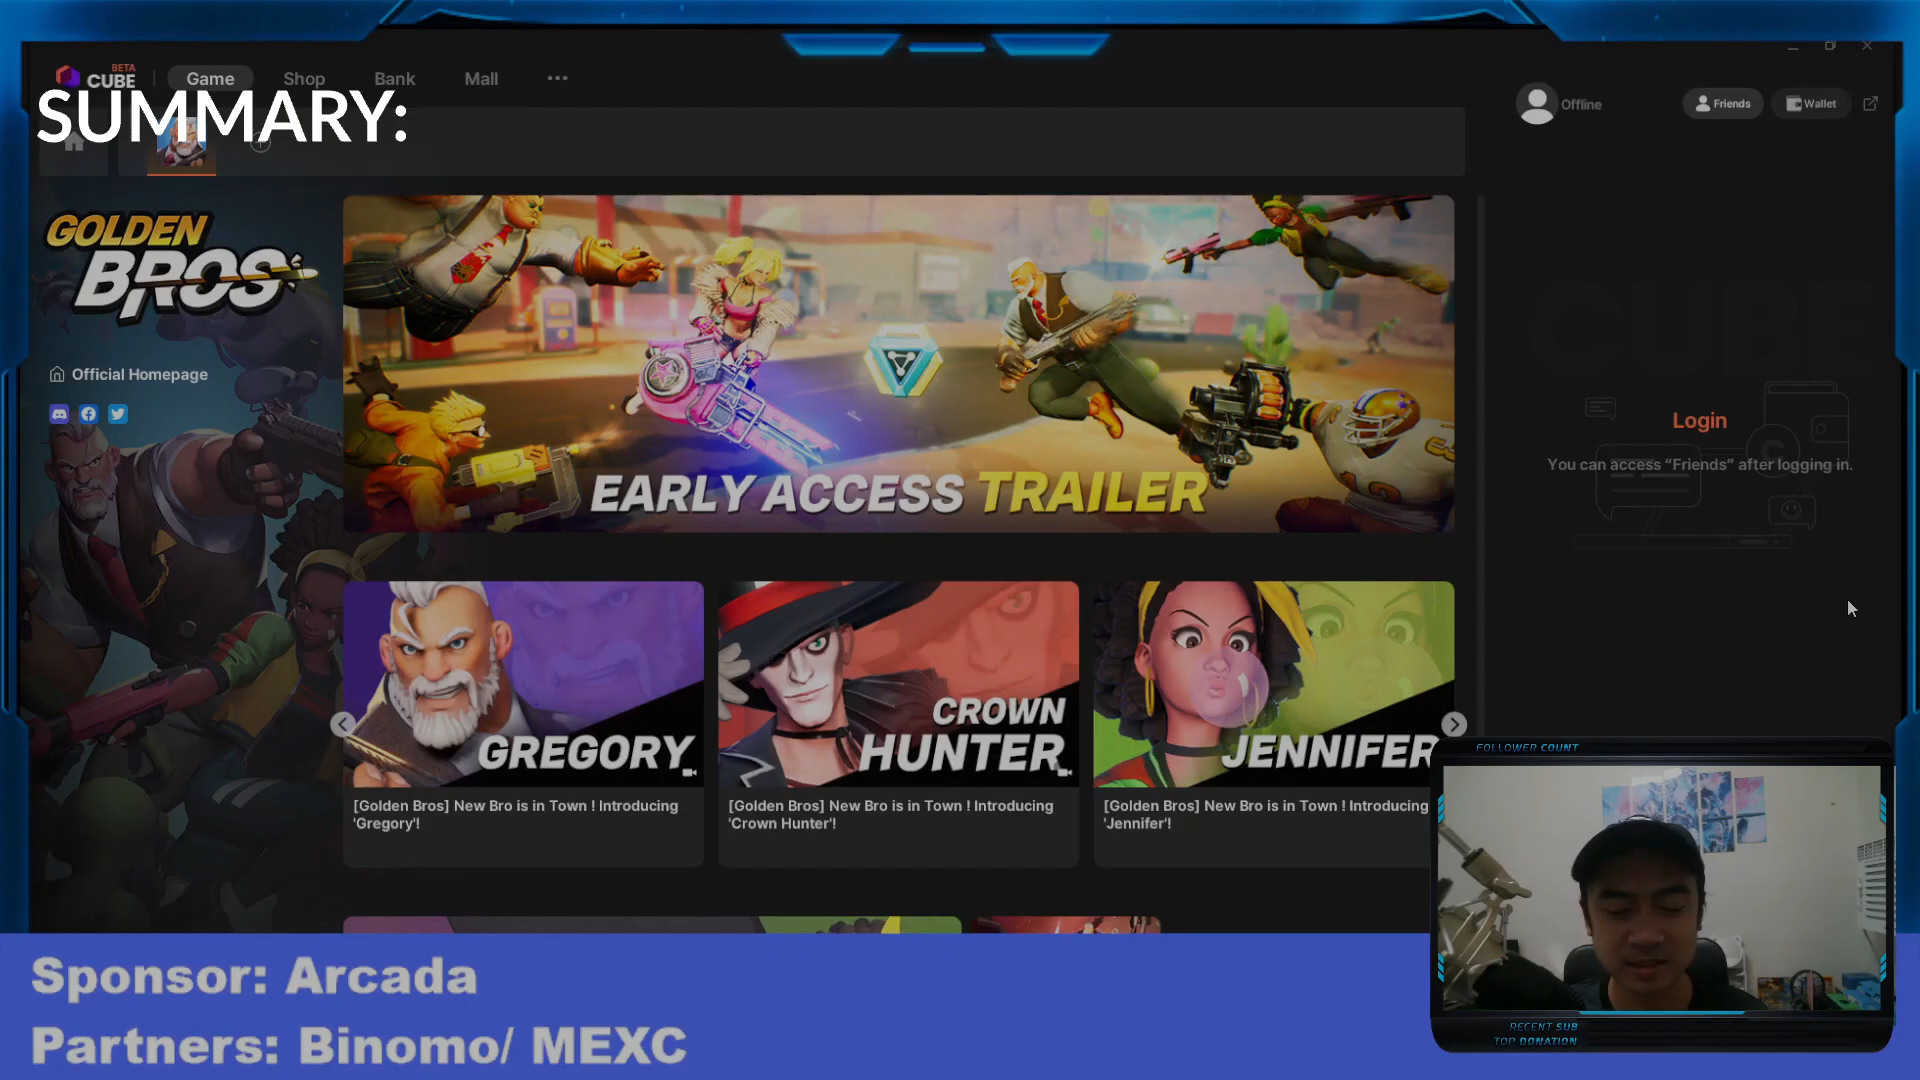 BETA
CUBE
Game
Shop
Bank
Mall
SUMMARY:
Offline
Friends
Wallet
GOLDEN
BROS
Official Homepage
EARLY ACCESS TRAILER
CUBE
Login
You can access “Friends” after logging in.
GREGORY
CROWN
HUNTER
JENNIFER
[Golden Bros] New Bro is in Town ! Introducing
'Gregory'!
[Golden Bros] New Bro is in Town ! Introducing
'Crown Hunter'!
[Golden Bros] New Bro is in Town ! Introducing
'Jennifer'!
FOLLOWER COUNT
RECENT SUB
TOP DONATION
Sponsor: Arcada
Partners: Binomo/ MEXC